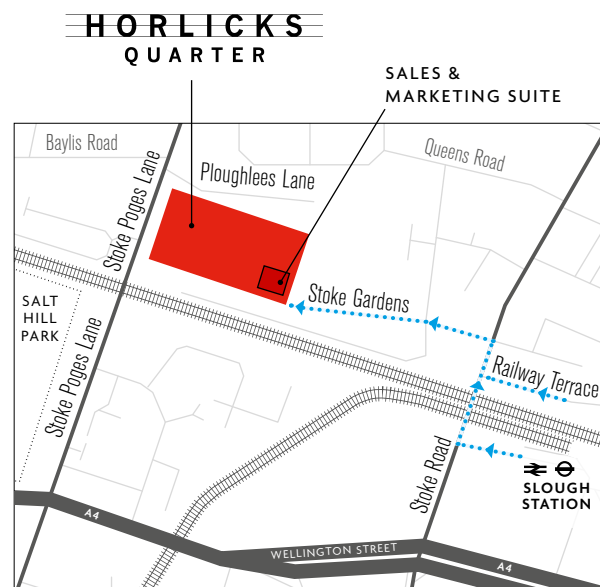 HORLICKS
QUARTER
SALES &
MARKETING SUITE
Baylis Road
Queens Road
Ploughlees Lane
Stoke Poges Lane
SALT
HILL
PARK
Stoke Gardens
Stoke Poges Lane
Railway Terrace
Stoke Road
SLOUGH
STATION
A4
WELLINGTON STREET
A4